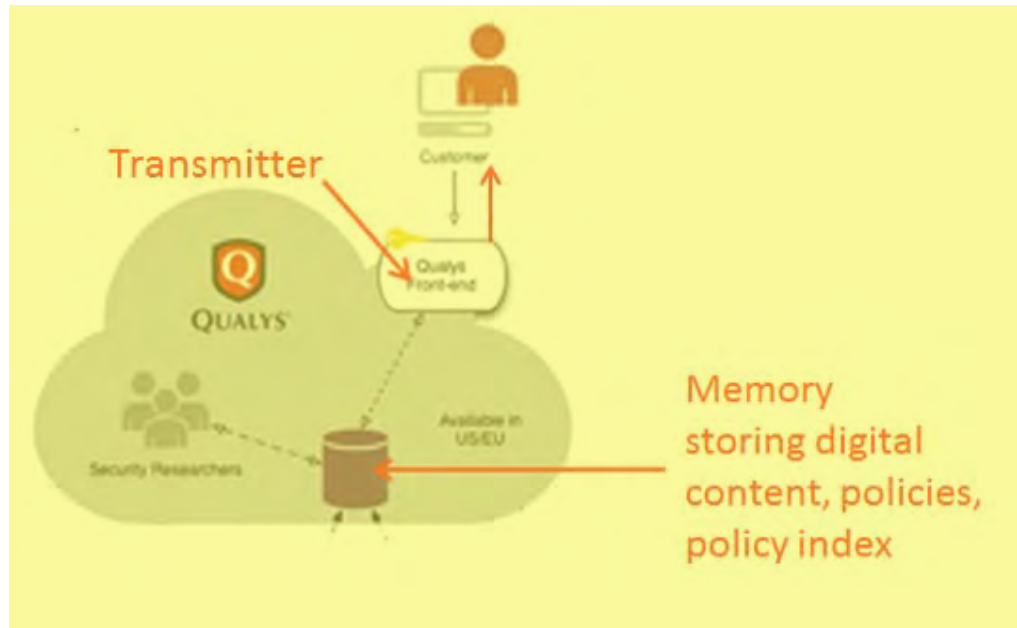 Customer
Transmitter
Qualys
Front-end
Q
QUALYS
Memory
storing digital
content, policies,
policy index
Available in
US/EU
Security Researchers